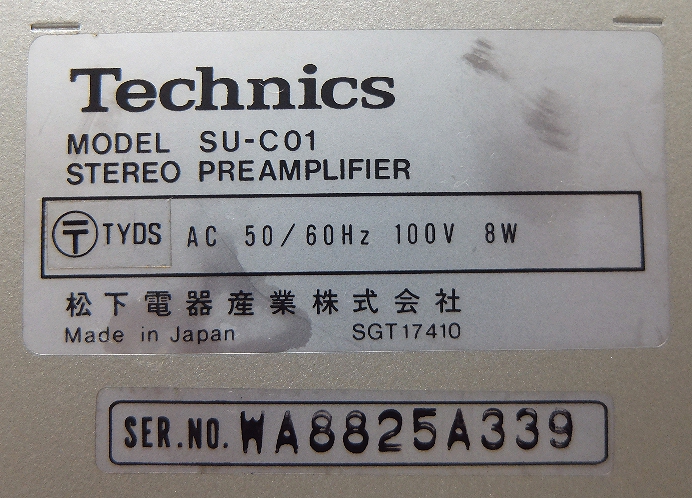 Technics
MODEL SU-C01
STEREO PREAMPLIFIER
〒 TYDS AC 50/60Hz 100V 8W
松下電器産業株式会社
Made in Japan SGT17410
SER.NO. WA8825A339